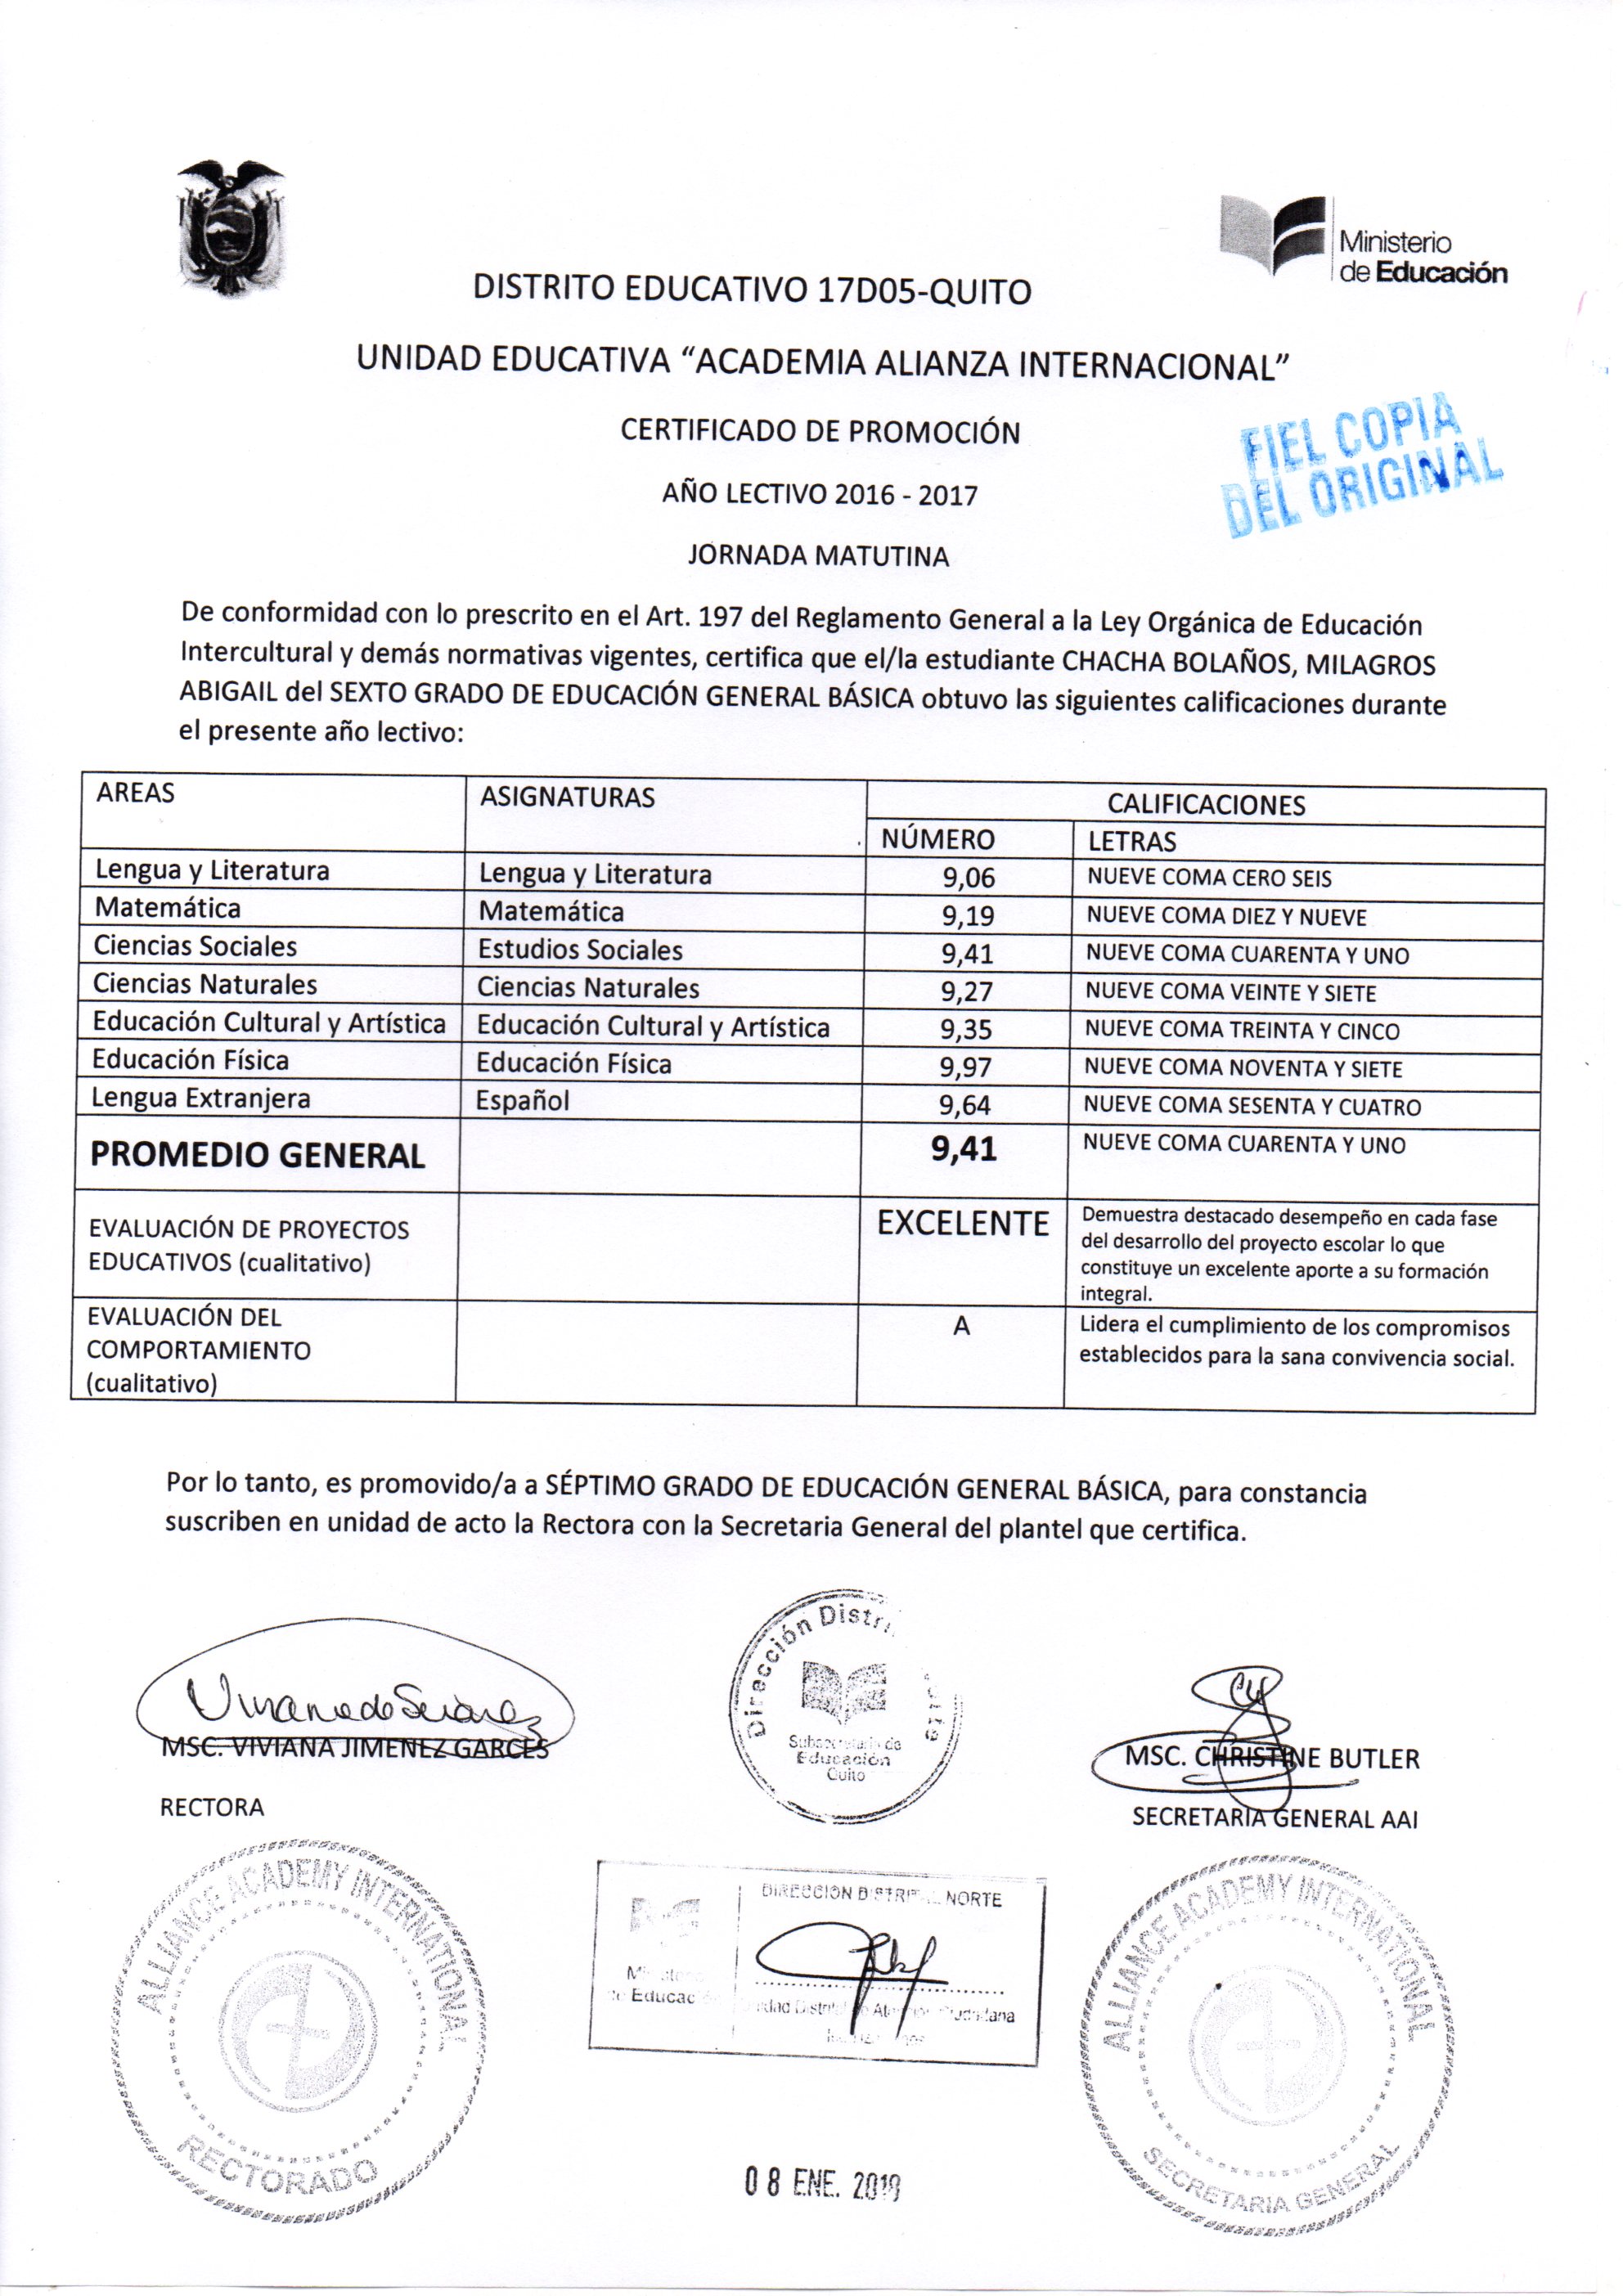 Ministerio
de Educación
DISTRITO EDUCATIVO 17D05-QUITO
UNIDAD EDUCATIVA “ACADEMIA ALIANZA INTERNACIONAL”
CERTIFICADO DE PROMOCIÓN
FIEL COPIA
DEL ORIGINAL
AÑO LECTIVO 2016 - 2017
JORNADA MATUTINA
De conformidad con lo prescrito en el Art. 197 del Reglamento General a la Ley Orgánica de Educación
Intercultural y demás normativas vigentes, certifica que el/la estudiante CHACHA BOLAÑOS, MILAGROS
ABIGAIL del SEXTO GRADO DE EDUCACIÓN GENERAL BÁSICA obtuvo las siguientes calificaciones durante
el presente año lectivo:
AREAS ASIGNATURAS CALIFICACIONES
NÚMERO LETRAS
Lengua y Literatura Lengua y Literatura 9,06 NUEVE COMA CERO SEIS
Matemática Matemática 9,19 NUEVE COMA DIEZ Y NUEVE
Ciencias Sociales Estudios Sociales 9,41 NUEVE COMA CUARENTA Y UNO
Ciencias Naturales Ciencias Naturales 9,27 NUEVE COMA VEINTE Y SIETE
Educación Cultural y Artística Educación Cultural y Artística 9,35 NUEVE COMA TREINTA Y CINCO
Educación Física Educación Física 9,97 NUEVE COMA NOVENTA Y SIETE
Lengua Extranjera Español 9,64 NUEVE COMA SESENTA Y CUATRO
PROMEDIO GENERAL 9,41 NUEVE COMA CUARENTA Y UNO
EVALUACIÓN DE PROYECTOS
EDUCATIVOS (cualitativo)
EXCELENTE
Demuestra destacado desempeño en cada fase
del desarrollo del proyecto escolar lo que
constituye un excelente aporte a su formación
integral.
EVALUACIÓN DEL
COMPORTAMIENTO
(cualitativo)
A
Lidera el cumplimiento de los compromisos
establecidos para la sana convivencia social.
Por lo tanto, es promovido/a a SÉPTIMO GRADO DE EDUCACIÓN GENERAL BÁSICA, para constancia
suscriben en unidad de acto la Rectora con la Secretaria General del plantel que certifica.
MSC. VIVIANA JIMENEZ GARCES
RECTORA
Dirección
Subsecretaría de
Educación
Quito
MSC. CHRISTINE BUTLER
SECRETARIA GENERAL AAI
ALLIANCE ACADEMY INTERNATIONAL
RECTORADO
DIRECCION DISTRITAL NORTE
Ministerio
de Educación
ALLIANCE ACADEMY INTERNATIONAL
SECRETARIA GENERAL
08 ENE.